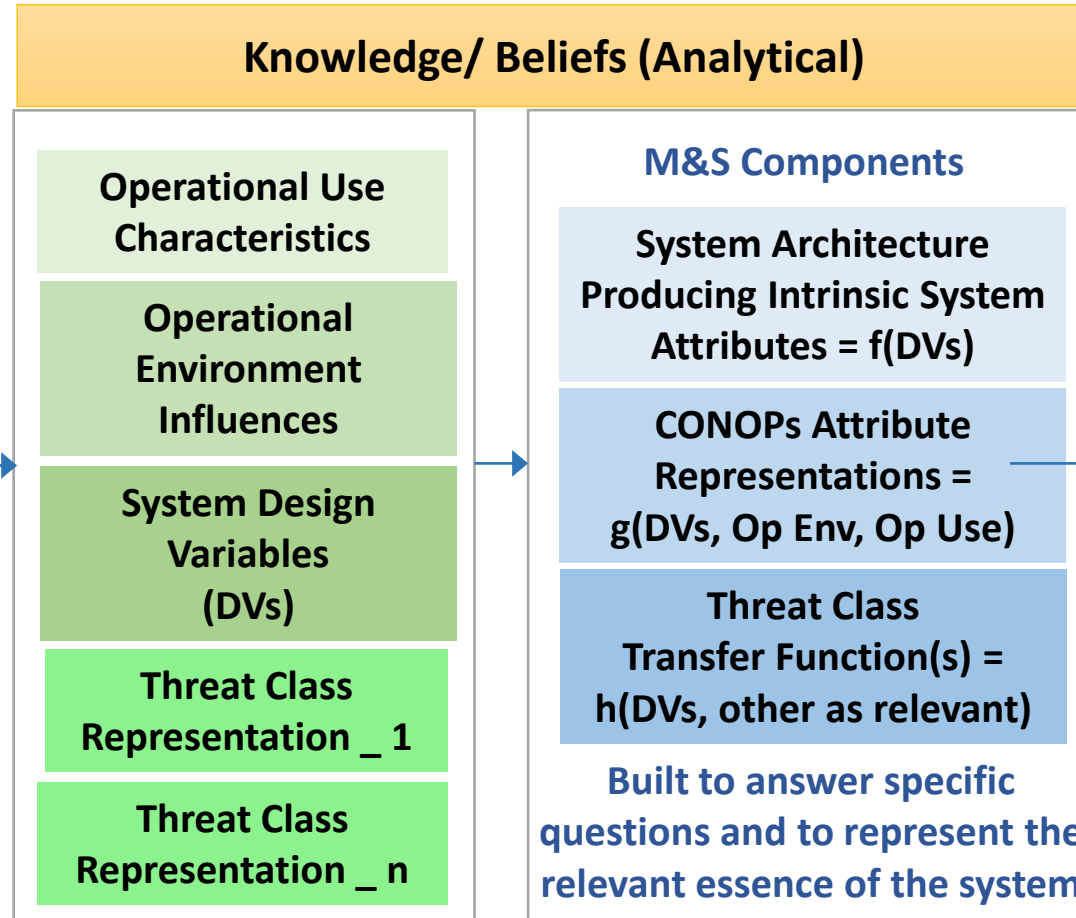 Knowledge/ Beliefs (Analytical)
Operational Use
Characteristics
Operational
Environment
Influences
System Design
Variables
(DVs)
Threat Class
Representation _ 1
Threat Class
Representation _ n
M&S Components
System Architecture
Producing Intrinsic System
Attributes = f(DVs)
CONOPs Attribute
Representations =
g(DVs, Op Env, Op Use)
Threat Class
Transfer Function(s) =
h(DVs, other as relevant)
Built to answer specific
questions and to represent the
relevant essence of the system